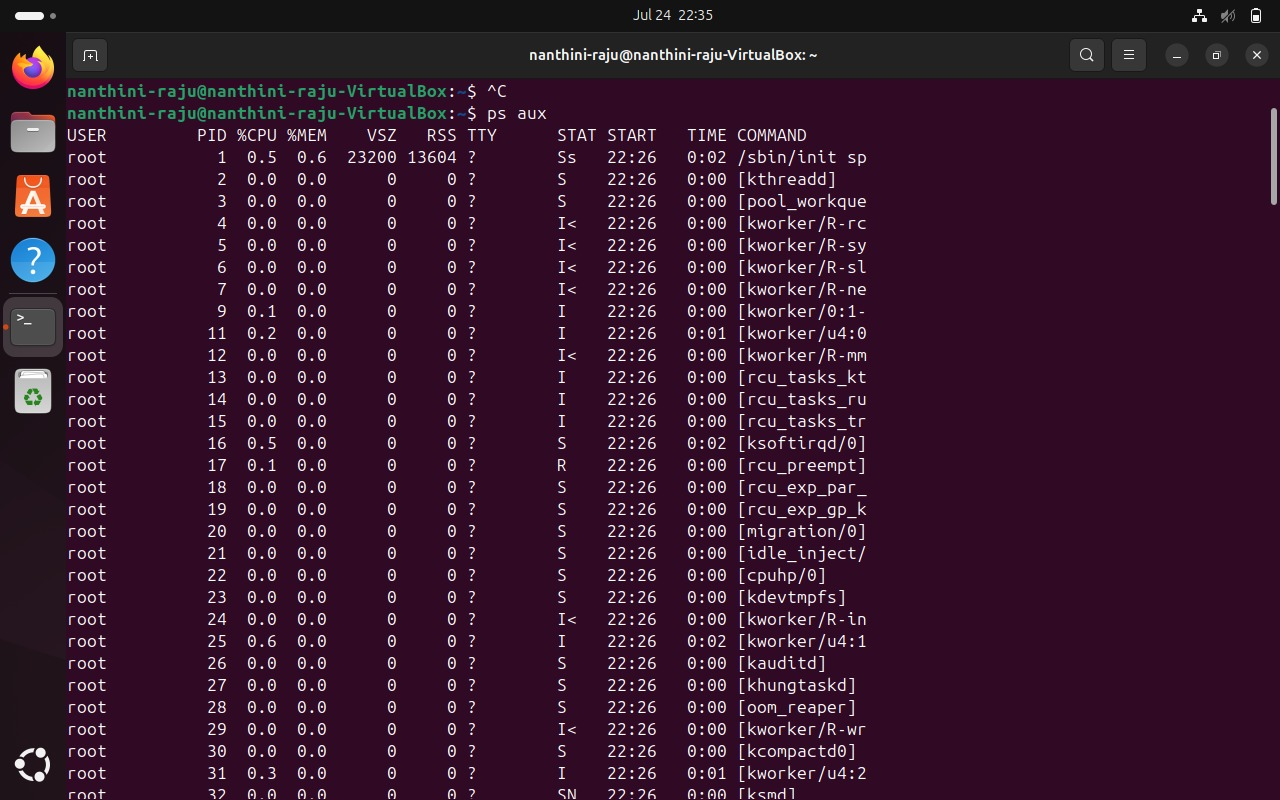 Jul 24 22:35
nanthini-raju@nanthini-raju-VirtualBox: ~
nanthini-raju@nanthini-raju-VirtualBox:~$ ^C
nanthini-raju@nanthini-raju-VirtualBox:~$ ps aux
USER         PID %CPU %MEM    VSZ   RSS TTY      STAT START   TIME COMMAND
root           1  0.5  0.6  23200 13604 ?        Ss   22:26   0:02 /sbin/init sp
root           2  0.0  0.0      0     0 ?        S    22:26   0:00 [kthreadd]
root           3  0.0  0.0      0     0 ?        S    22:26   0:00 [pool_workque
root           4  0.0  0.0      0     0 ?        I<   22:26   0:00 [kworker/R-rc
root           5  0.0  0.0      0     0 ?        I<   22:26   0:00 [kworker/R-sy
root           6  0.0  0.0      0     0 ?        I<   22:26   0:00 [kworker/R-sl
root           7  0.0  0.0      0     0 ?        I<   22:26   0:00 [kworker/R-ne
root           9  0.1  0.0      0     0 ?        I    22:26   0:00 [kworker/0:1-
root          11  0.2  0.0      0     0 ?        I    22:26   0:01 [kworker/u4:0
root          12  0.0  0.0      0     0 ?        I<   22:26   0:00 [kworker/R-mm
root          13  0.0  0.0      0     0 ?        I    22:26   0:00 [rcu_tasks_kt
root          14  0.0  0.0      0     0 ?        I    22:26   0:00 [rcu_tasks_ru
root          15  0.0  0.0      0     0 ?        I    22:26   0:00 [rcu_tasks_tr
root          16  0.5  0.0      0     0 ?        S    22:26   0:02 [ksoftirqd/0]
root          17  0.1  0.0      0     0 ?        R    22:26   0:00 [rcu_preempt]
root          18  0.0  0.0      0     0 ?        S    22:26   0:00 [rcu_exp_par_
root          19  0.0  0.0      0     0 ?        S    22:26   0:00 [rcu_exp_gp_k
root          20  0.0  0.0      0     0 ?        S    22:26   0:00 [migration/0]
root          21  0.0  0.0      0     0 ?        S    22:26   0:00 [idle_inject/
root          22  0.0  0.0      0     0 ?        S    22:26   0:00 [cpuhp/0]
root          23  0.0  0.0      0     0 ?        S    22:26   0:00 [kdevtmpfs]
root          24  0.0  0.0      0     0 ?        I<   22:26   0:00 [kworker/R-in
root          25  0.6  0.0      0     0 ?        I    22:26   0:02 [kworker/u4:1
root          26  0.0  0.0      0     0 ?        S    22:26   0:00 [kauditd]
root          27  0.0  0.0      0     0 ?        S    22:26   0:00 [khungtaskd]
root          28  0.0  0.0      0     0 ?        S    22:26   0:00 [oom_reaper]
root          29  0.0  0.0      0     0 ?        I<   22:26   0:00 [kworker/R-wr
root          30  0.0  0.0      0     0 ?        S    22:26   0:00 [kcompactd0]
root          31  0.3  0.0      0     0 ?        I    22:26   0:01 [kworker/u4:2
root          32  0.0  0.0      0     0 ?        SN   22:26   0:00 [ksmd]